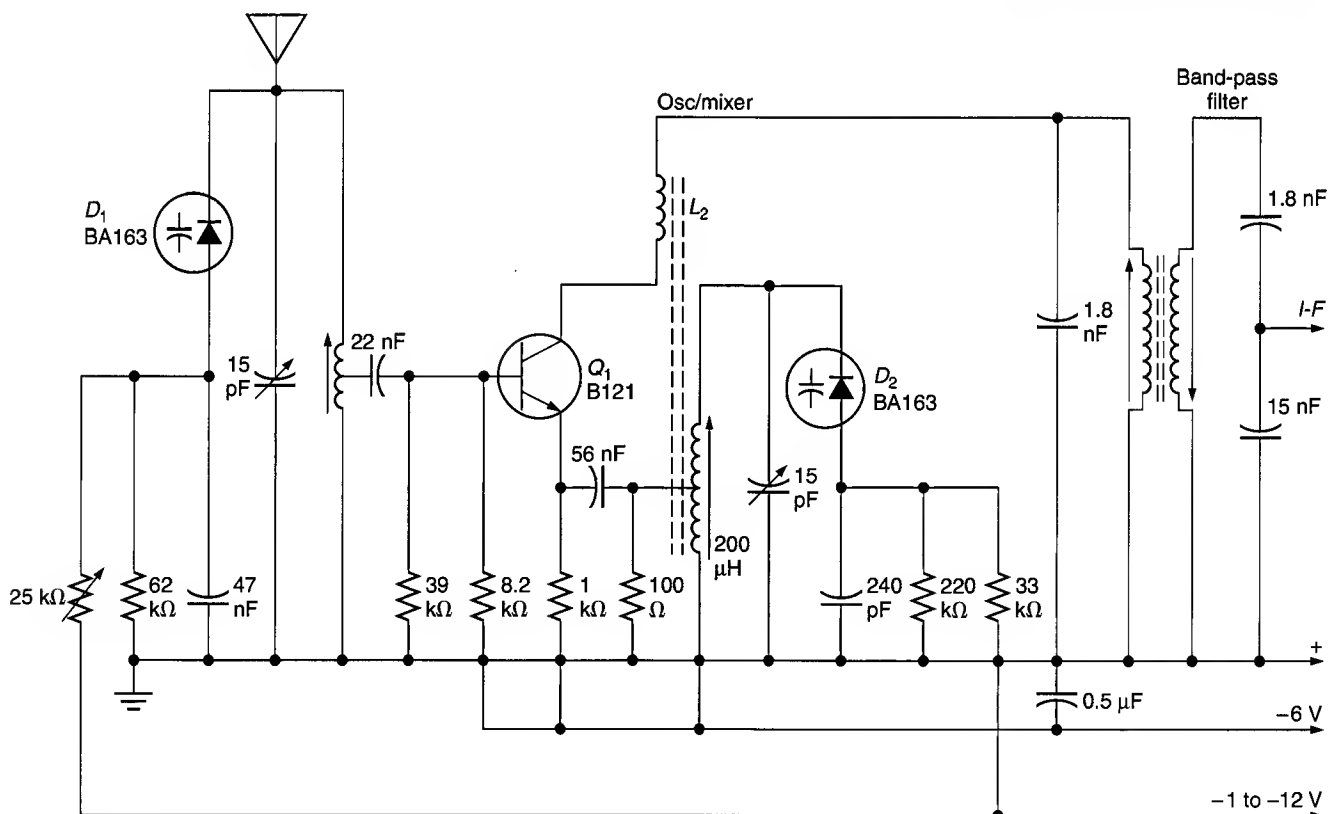 Osc/mixer
Band-pass
filter
D1
BA163
L2
1.8 nF
15
pF
22 nF
Q1
B121
D2
BA163
1.8
nF
I-F
56 nF
15
pF
15 nF
200
μH
25 kΩ
62
kΩ
47
nF
39
kΩ
8.2
kΩ
1
kΩ
100
Ω
240
pF
220
kΩ
33
kΩ
+
0.5 μF
−6 V
−1 to −12 V